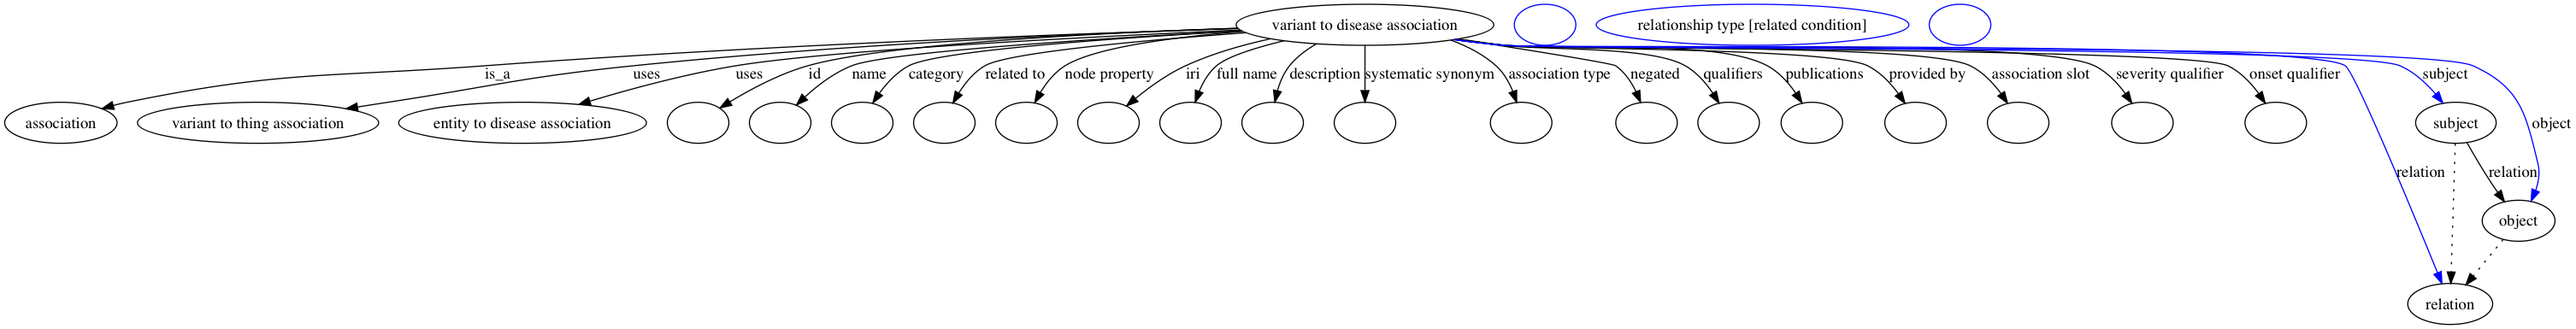 variant to disease association
relationship type [related condition]
is_a
uses
uses
id
name
category
related to
node property
iri
full name
description
systematic synonym
association type
negated
qualifiers
publications
provided by
association slot
severity qualifier
onset qualifier
subject
association
variant to thing association
entity to disease association
subject
object
relation
relation
object
relation